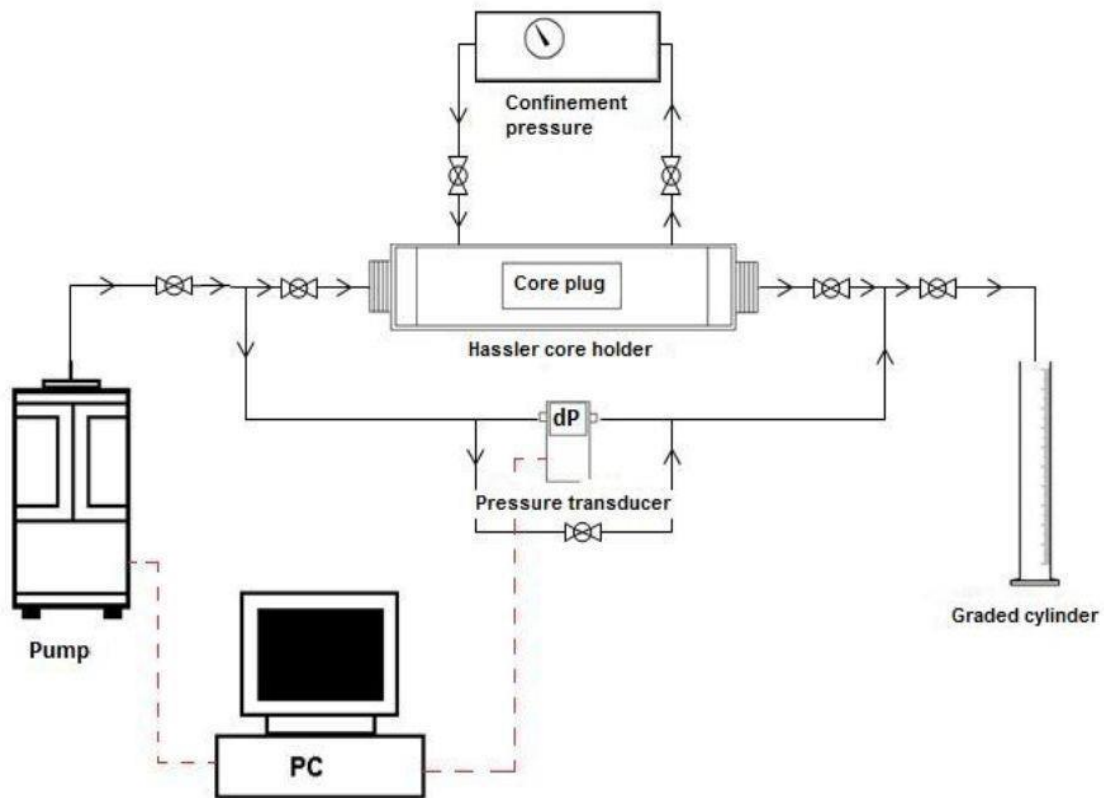 Confinement
pressure
Core plug
Hassler core holder
dP
Pressure transducer
Graded cylinder
Pump
PC